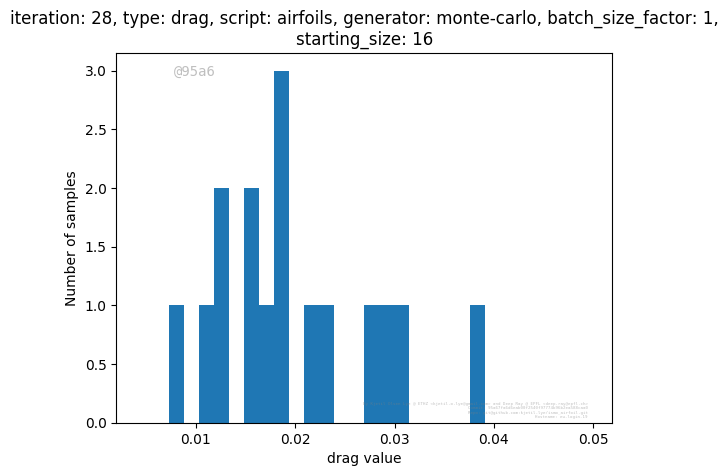 iteration: 28, type: drag, script: airfoils, generator: monte-carlo, batch_size_factor: 1,
starting_size: 16
@95a6
3.0
2.5
2.0
1.5
1.0
0.5
0.0
Number of samples
0.01
0.02
0.03
0.04
0.05
drag value